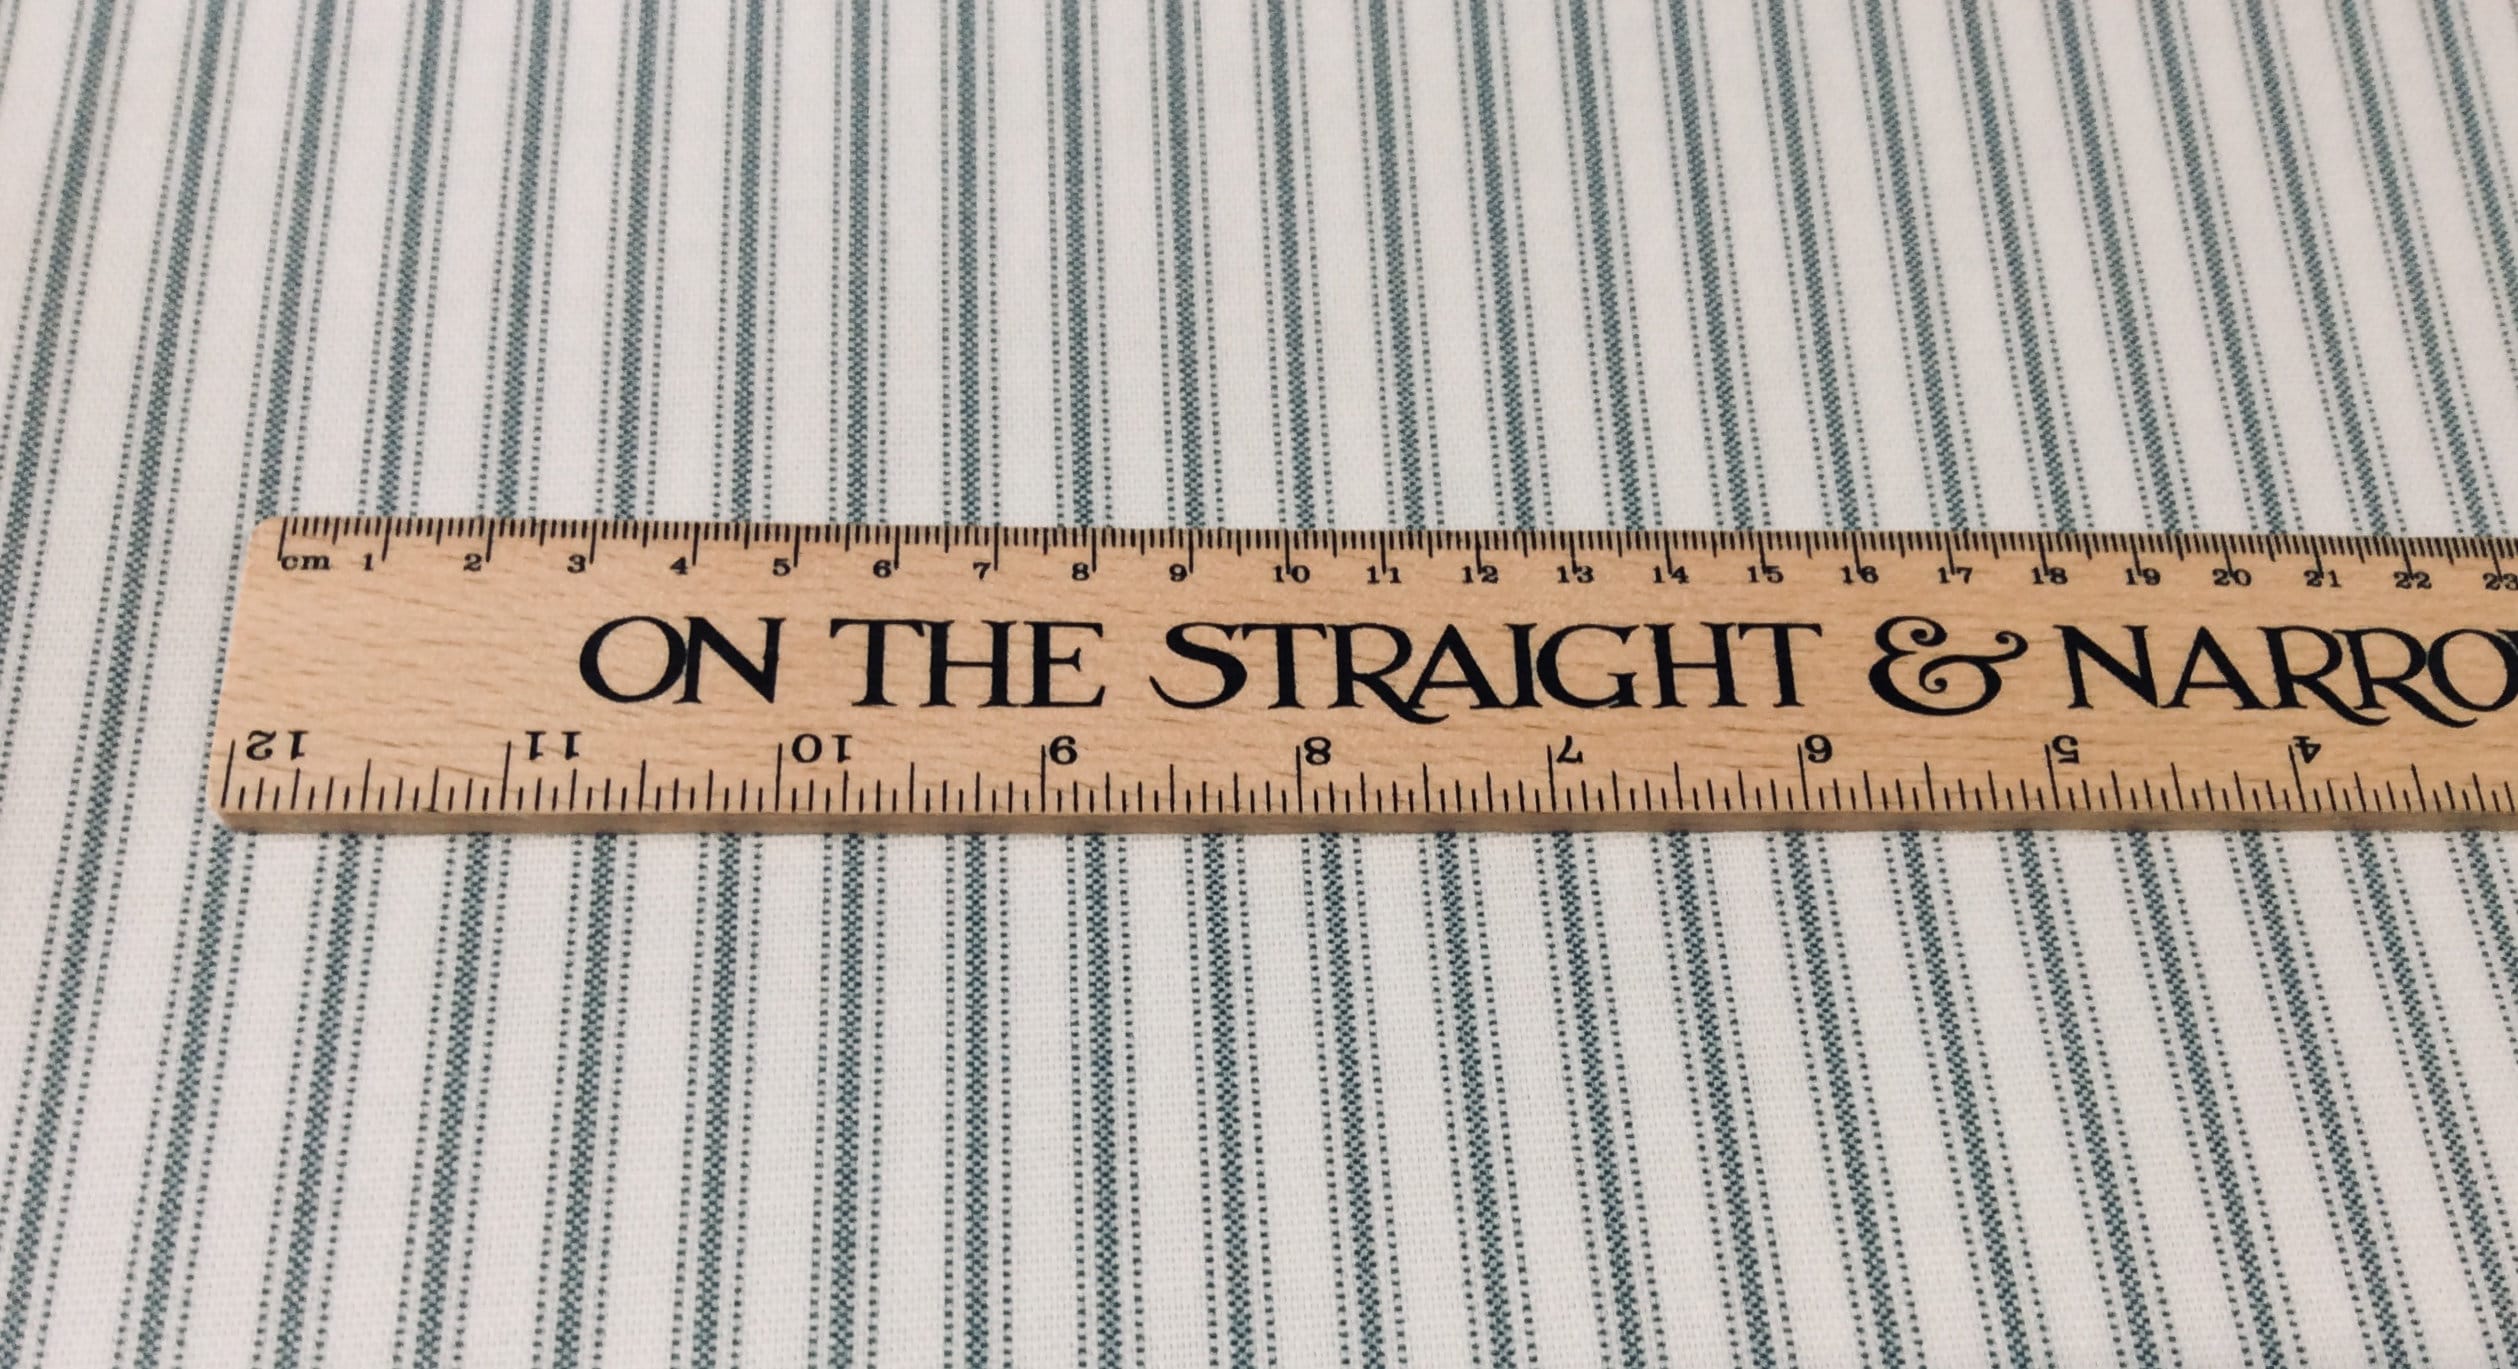 cm 1 2 3 4 5 6 7 8 9 10 11 12 13 14 15 16 17 18 19 20 21 22 23
ON THE STRAIGHT & NARRO
12 11 10 9 8 7 6 5 4